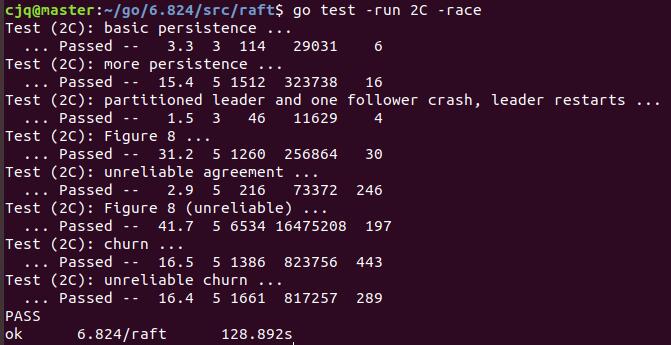 cjq@master:~/go/6.824/src/raft$ go test -run 2C -race
Test (2C): basic persistence ...
  ... Passed --   3.3  3  114   29031    6
Test (2C): more persistence ...
  ... Passed --  15.4  5 1512  323738   16
Test (2C): partitioned leader and one follower crash, leader restarts ...
  ... Passed --   1.5  3   46   11629    4
Test (2C): Figure 8 ...
  ... Passed --  31.2  5 1260  256864   30
Test (2C): unreliable agreement ...
  ... Passed --   2.9  5  216   73372  246
Test (2C): Figure 8 (unreliable) ...
  ... Passed --  41.7  5 6534 16475208  197
Test (2C): churn ...
  ... Passed --  16.5  5 1386  823756  443
Test (2C): unreliable churn ...
  ... Passed --  16.4  5 1661  817257  289
PASS
ok      6.824/raft      128.892s